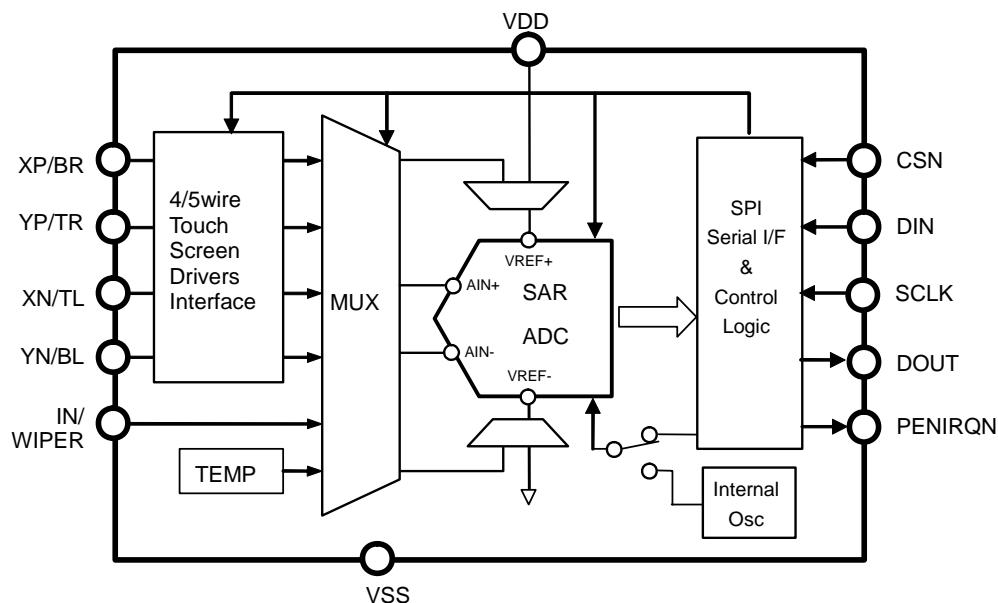 VDD
XP/BR
YP/TR
XN/TL
YN/BL
IN/
WIPER
4/5wire
Touch
Screen
Drivers
Interface
TEMP
MUX
VREF+
AIN+
SAR
ADC
AIN-
VREF-
SPI
Serial I/F
&
Control
Logic
Internal
Osc
CSN
DIN
SCLK
DOUT
PENIRQN
VSS